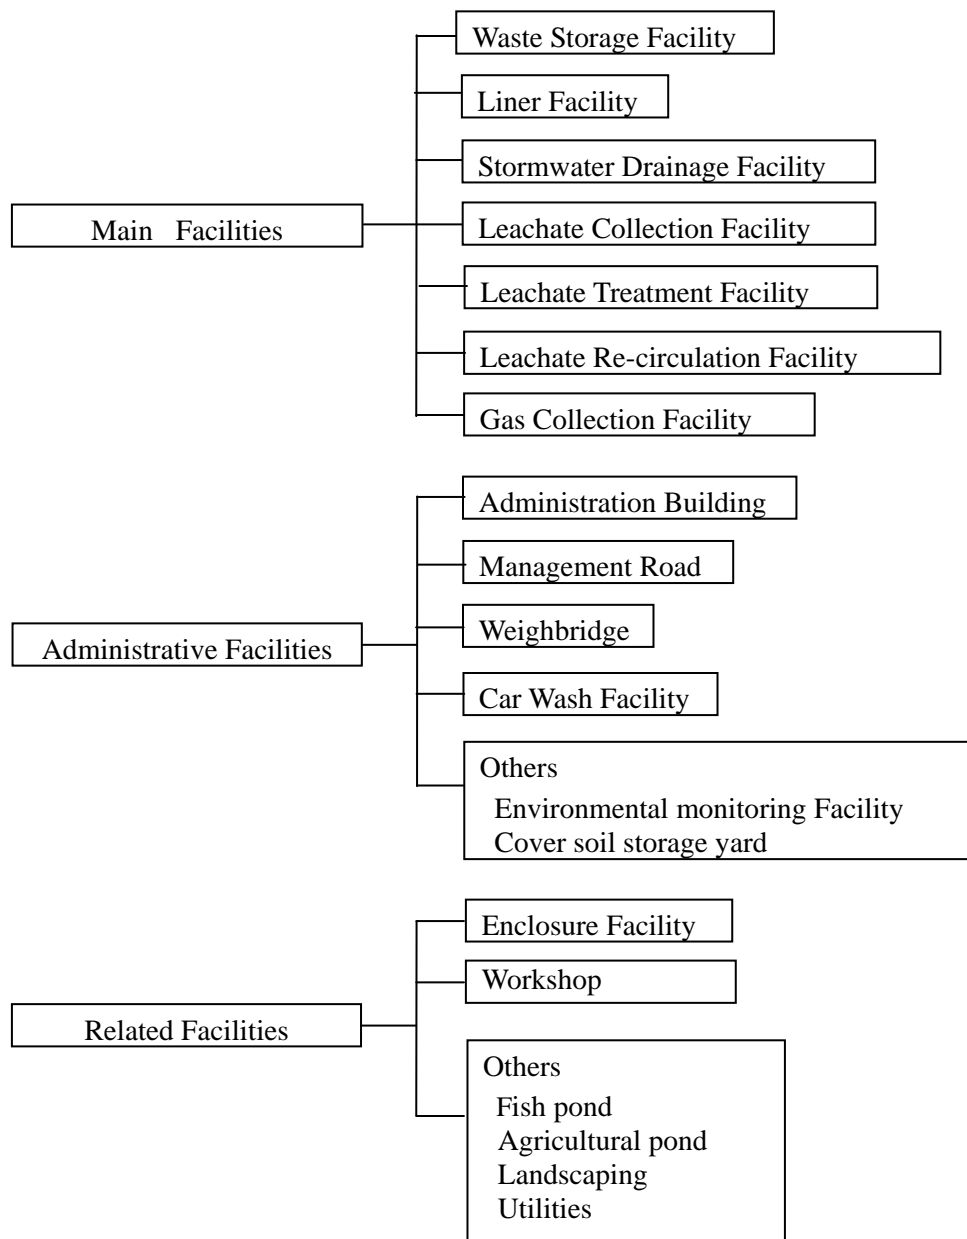 Waste Storage Facility
Liner Facility
Stormwater Drainage Facility
Main Facilities
Leachate Collection Facility
Leachate Treatment Facility
Leachate Re-circulation Facility
Gas Collection Facility
Administration Building
Management Road
Weighbridge
Administrative Facilities
Car Wash Facility
Others
Environmental monitoring Facility
Cover soil storage yard
Enclosure Facility
Workshop
Related Facilities
Others
Fish pond
Agricultural pond
Landscaping
Utilities